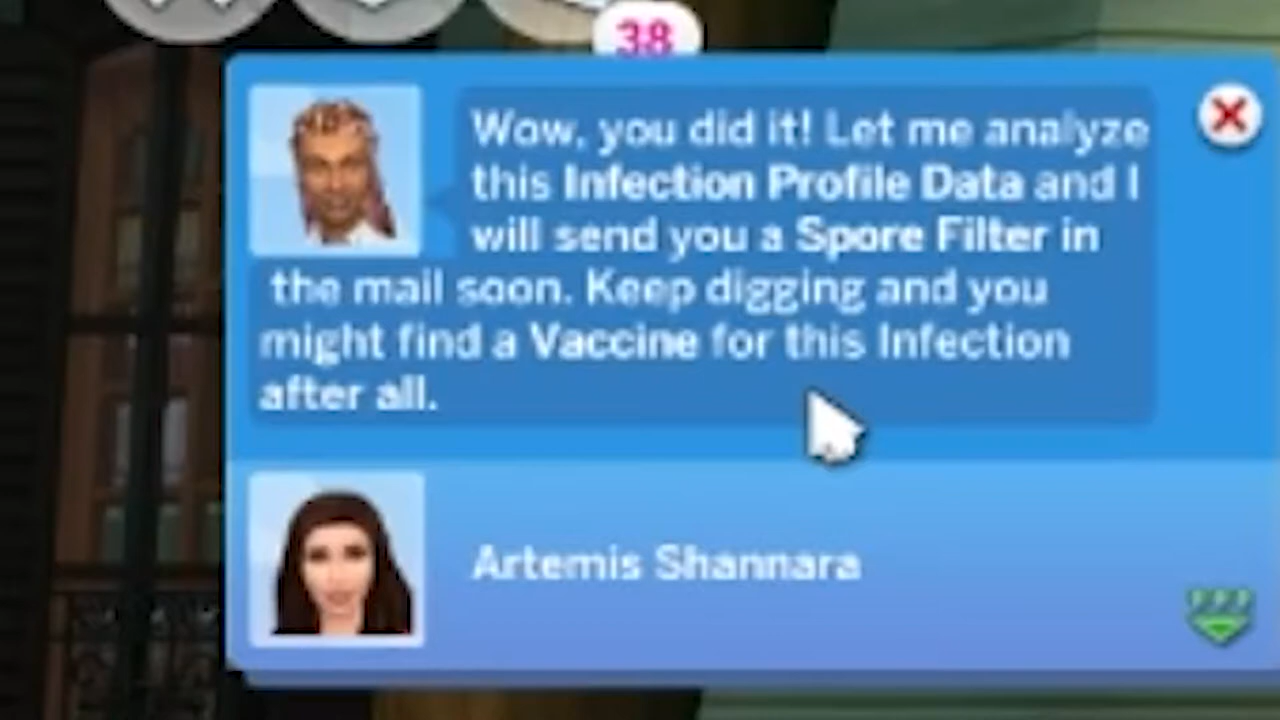 38
Wow, you did it! Let me analyze
this Infection Profile Data and I
will send you a Spore Filter in
the mail soon. Keep digging and you
might find a Vaccine for this Infection
after all.
Artemis Shannara